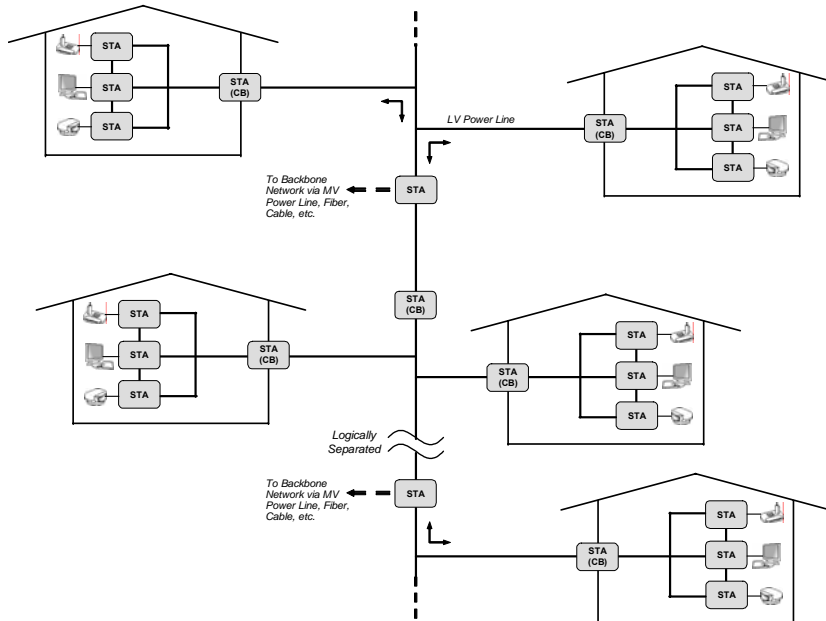 STA
STA
STA
STA
(CB)
LV Power Line
STA
(CB)
STA
STA
STA
To Backbone
Network via MV
Power Line, Fiber,
Cable, etc.
STA
STA
(CB)
STA
STA
STA
STA
(CB)
STA
(CB)
STA
STA
STA
Logically
Separated
To Backbone
Network via MV
Power Line, Fiber,
Cable, etc.
STA
STA
(CB)
STA
STA
STA